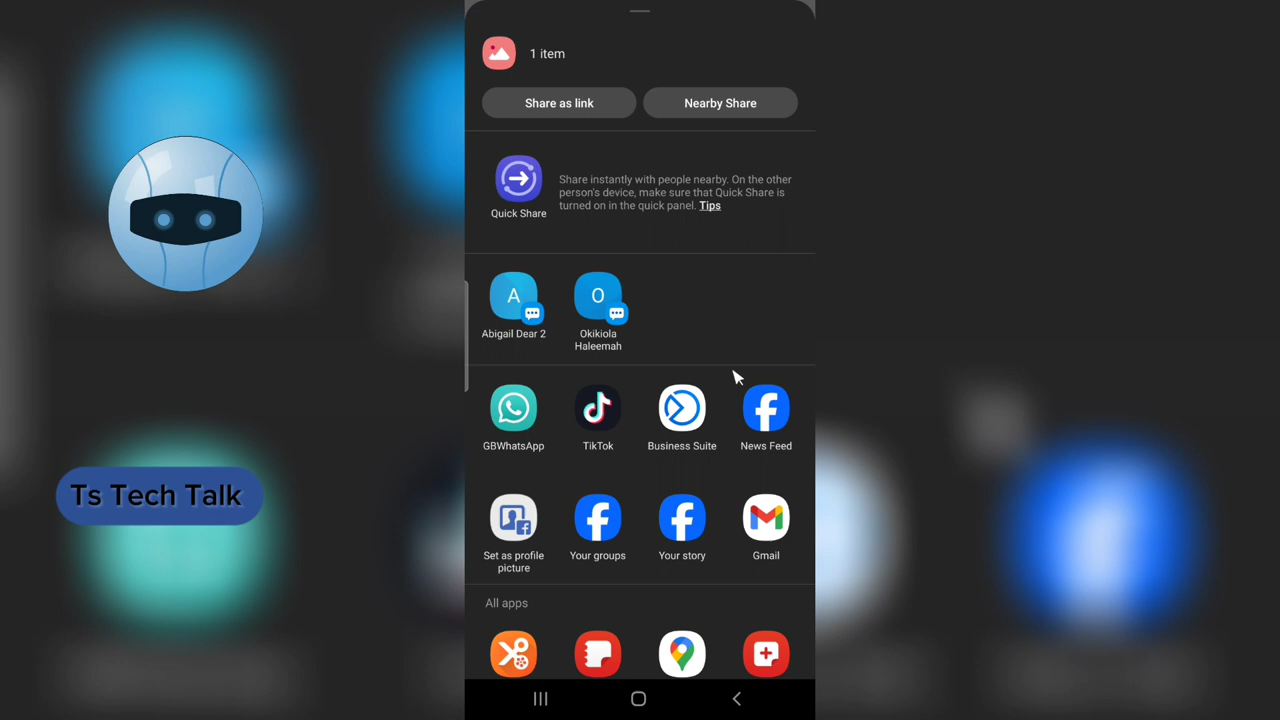 1 item
Share as link
Nearby Share
Share instantly with people nearby. On the other
person's device, make sure that Quick Share is
turned on in the quick panel. Tips
Quick Share
A
O
Abigail Dear 2
Okikiola
Haleemah
GBWhatsApp
TikTok
Business Suite
News Feed
Ts Tech Talk
Set as profile
picture
Your groups
Your story
Gmail
All apps